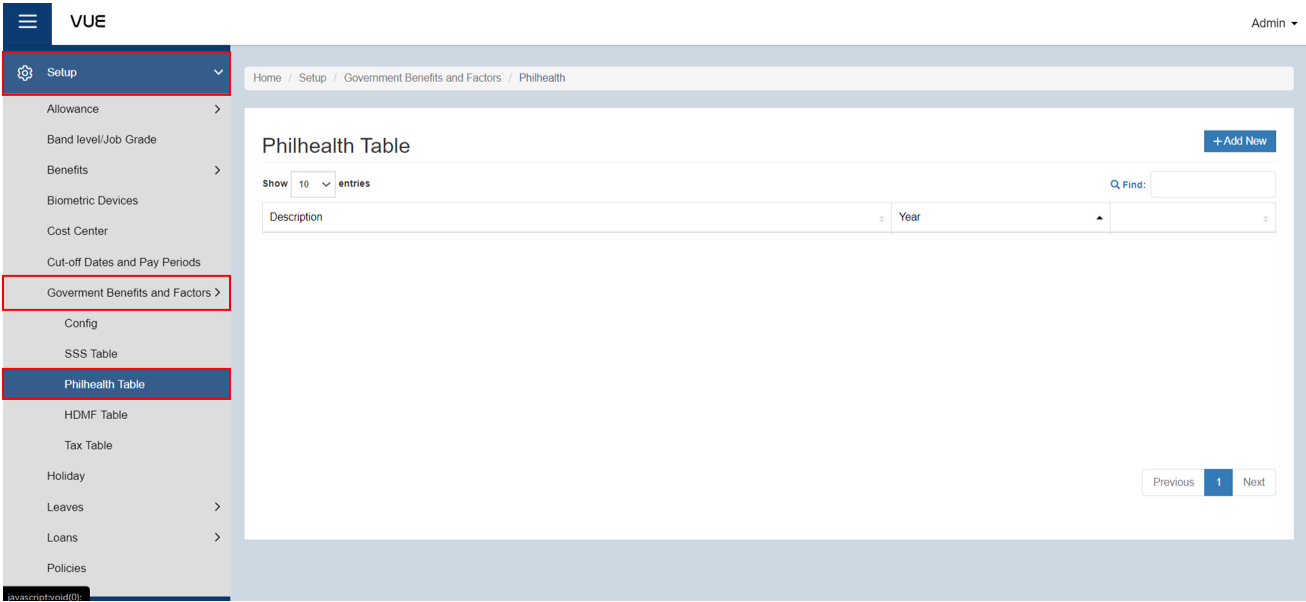 VUE
Admin
Setup
Home / Setup / Government Benefits and Factors / Philhealth
Allowance
Band level/Job Grade
Benefits
Biometric Devices
Cost Center
Cut-off Dates and Pay Periods
Goverment Benefits and Factors
Config
SSS Table
Philhealth Table
HDMF Table
Tax Table
Holiday
Leaves
Loans
Policies
javascript:void(0);
Philhealth Table
+Add New
Show 10 entries
Find:
Description Year
Previous 1 Next